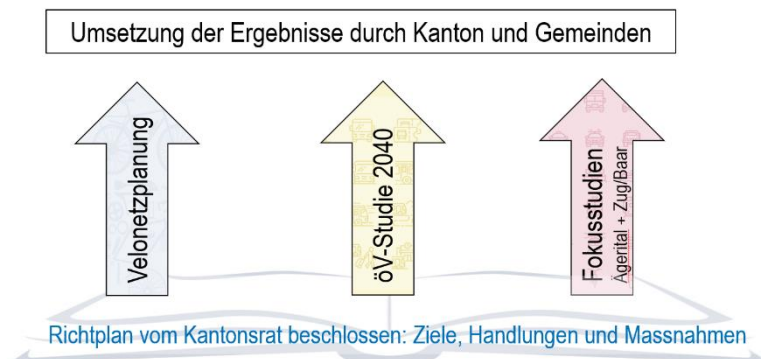 Umsetzung der Ergebnisse durch Kanton und Gemeinden
Velonetzplanung
öV-Studie 2040
Fokusstudien
Ägerital + Zug/Baar
Richtplan vom Kantonsrat beschlossen: Ziele, Handlungen und Massnahmen